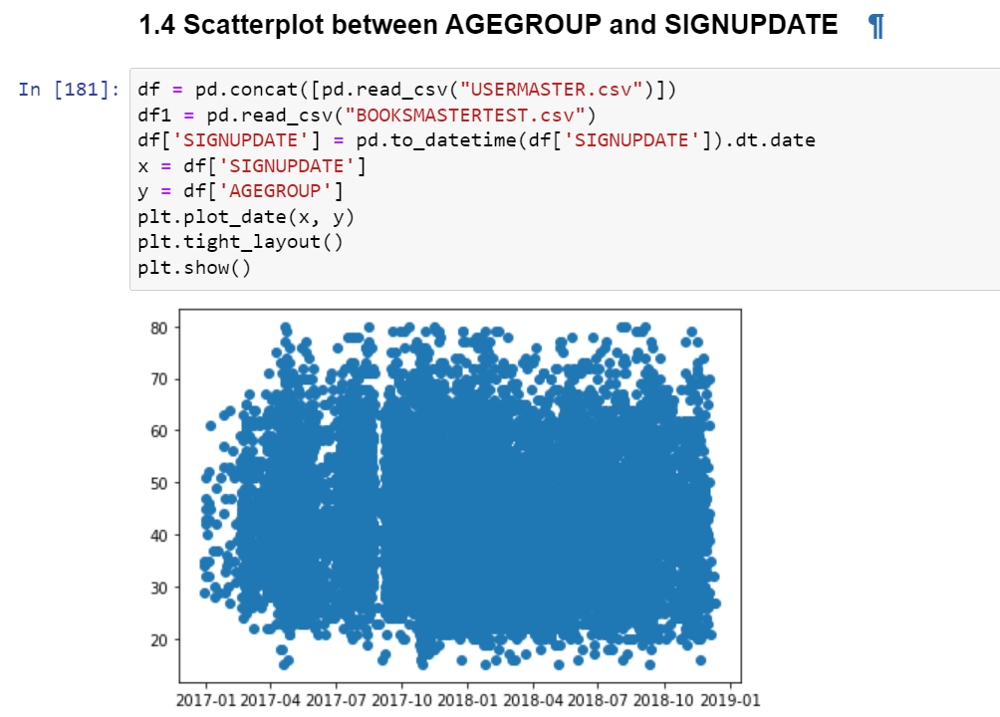 1.4 Scatterplot between AGEGROUP and SIGNUPDATE ¶
In [181]: df = pd.concat([pd.read_csv("USERMASTER.csv")])
df1 = pd.read_csv("BOOKSMASTERTEST.csv")
df['SIGNUPDATE'] = pd.to_datetime(df['SIGNUPDATE']).dt.date
x = df['SIGNUPDATE']
y = df['AGEGROUP']
plt.plot_date(x, y)
plt.tight_layout()
plt.show()
80
70
60
50
40
30
20
2017-01 2017-04 2017-07 2017-10 2018-01 2018-04 2018-07 2018-10 2019-01